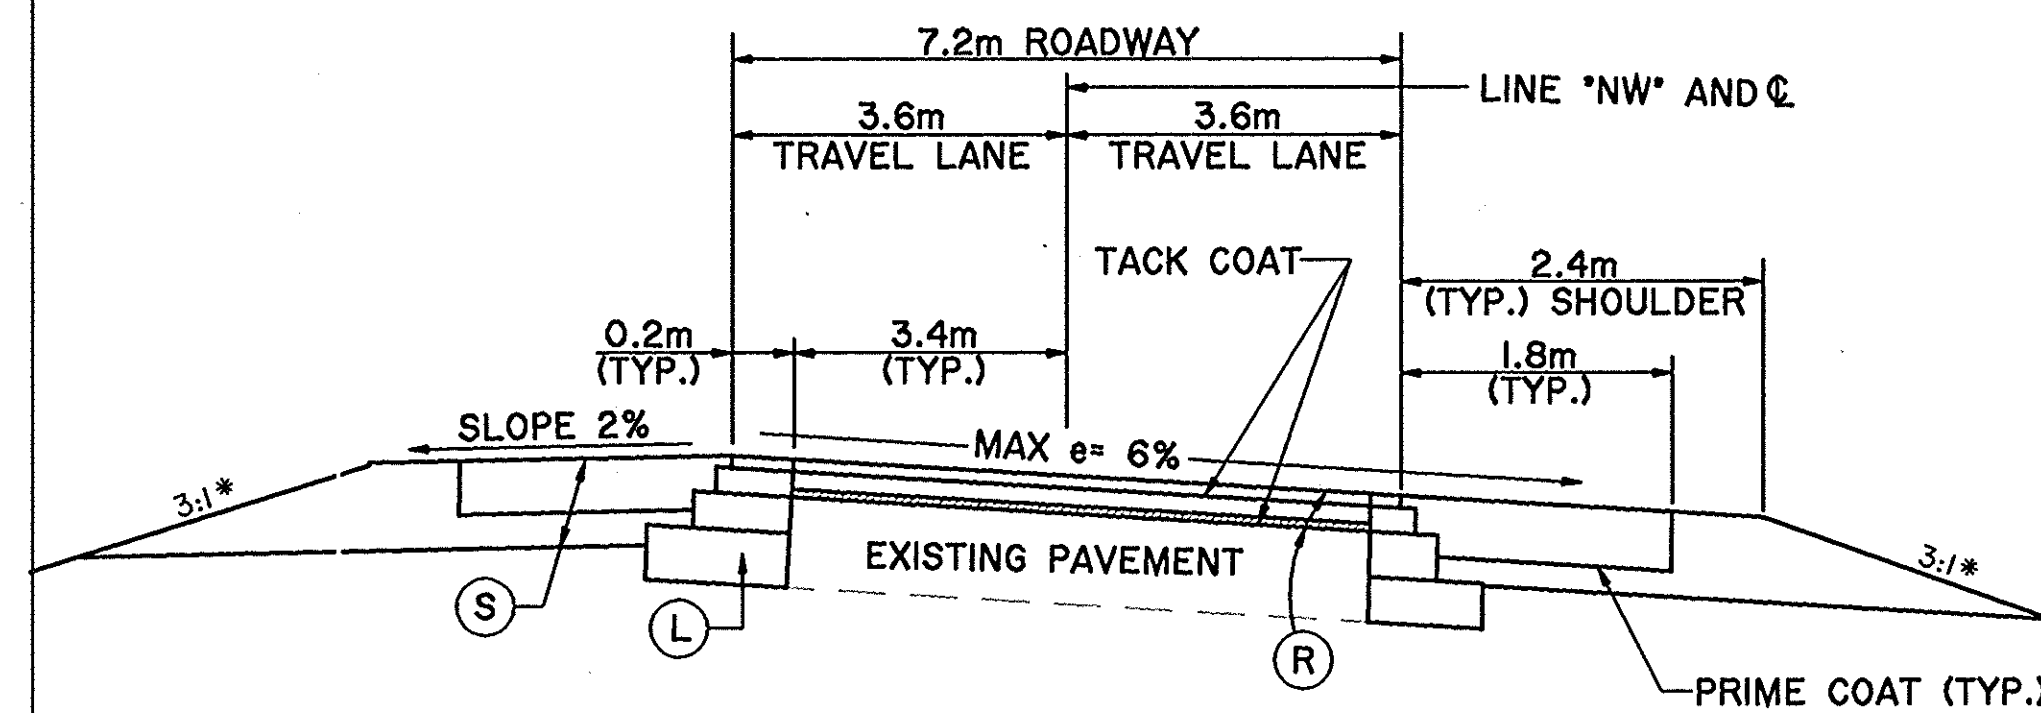 7.2m ROADWAY
LINE "NW" AND ℄
3.6m
TRAVEL LANE
3.6m
TRAVEL LANE
TACK COAT
2.4m
(TYP.) SHOULDER
0.2m
(TYP.)
3.4m
(TYP.)
1.8m
(TYP.)
SLOPE 2%
MAX e= 6%
3:1*
EXISTING PAVEMENT
3:1*
S
L
R
PRIME COAT (TYP.)